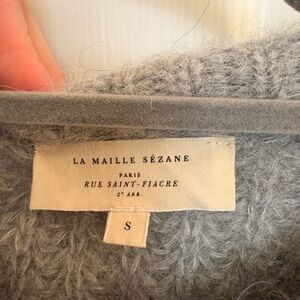 LA MAILLE SÉZANE
PARIS
RUE SAINT-FIACRE
2ᵉ ARR.
S